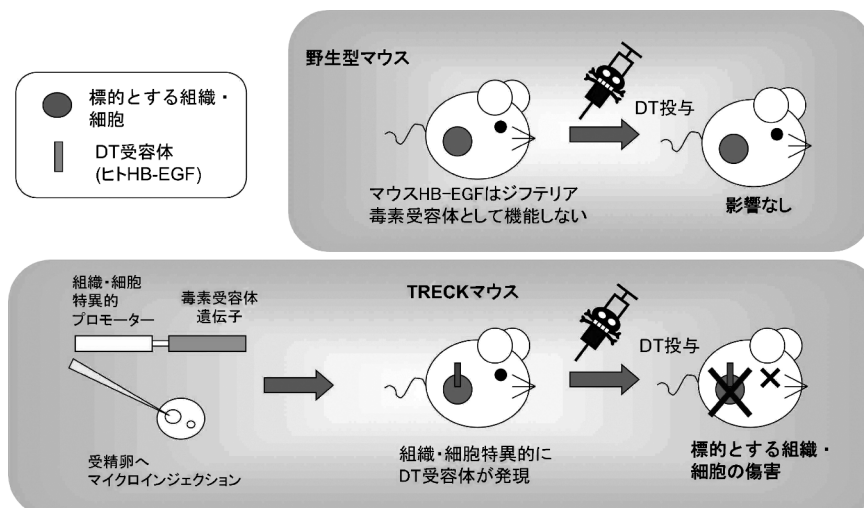 標的とする組織・
細胞
DT受容体
(ヒトHB-EGF)
野生型マウス
DT投与
マウスHB-EGFはジフテリア
毒素受容体として機能しない
影響なし
TRECKマウス
組織・細胞
特異的
プロモーター
毒素受容体
遺伝子
DT投与
受精卵へ
マイクロインジェクション
組織・細胞特異的に
DT受容体が発現
標的とする組織・
細胞の傷害